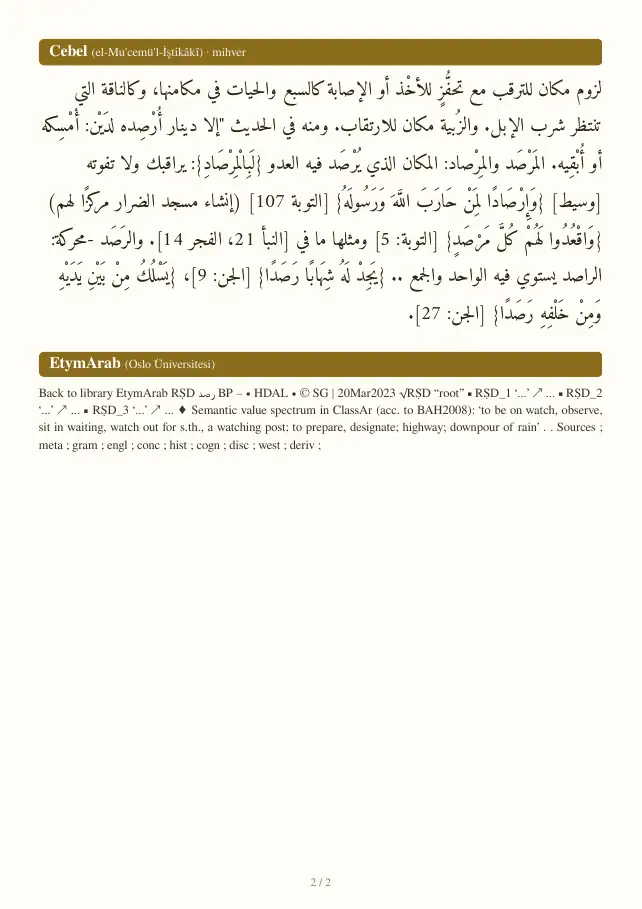 Cebel (el-Mu'cemü'l-İştikâkî) · mihver
لزوم مكان للترقب مع تحفُّزٍ للأخْذ أو الإصابة كالسبع والحيات في مكامنها، وكالناقة التي
تنتظر شرب الإبل. والزُبية مكان للارتقاب. ومنه في الحديث "إلا دينار أُرْصِده لدَيْن: أُمْسِكه
أو أُبْقِيه. المَرْصَد والمِرْصاد: المكان الذي يُرْصَد فيه العدو {لَبِالْمِرْصَادِ}: يراقبك ولا تفوته
[وسيط] {وَإِرْصَادًا لِمَنْ حَارَبَ اللَّهَ وَرَسُولَهُ} [التوبة 107] (إنشاء مسجد الضرار مركزًا لهم)
{وَاقْعُدُوا لَهُمْ كُلَّ مَرْصَدٍ} [التوبة: 5] ومثلها ما في [النبأ 21، الفجر 14]. والرَصَد -محركة:
الراصد يستوي فيه الواحد والجمع .. {يَجِدْ لَهُ شِهَابًا رَصَدًا} [الجن: 9]، {يَسْلُكُ مِنْ بَيْنِ يَدَيْهِ
وَمِنْ خَلْفِهِ رَصَدًا} [الجن: 27].
EtymArab (Oslo Üniversitesi)
Back to library EtymArab RṢD رصد BP – • HDAL • © SG | 20Mar2023 √RṢD “root” ▪ RṢD_1 ‘...’ ↗ ... ▪ RṢD_2
‘...’ ↗ ... ▪ RṢD_3 ‘...’ ↗ ... ♦ Semantic value spectrum in ClassAr (acc. to BAH2008): ‘to be on watch, observe,
sit in waiting, watch out for s.th., a watching post; to prepare, designate; highway; downpour of rain’ . . Sources ;
meta ; gram ; engl ; conc ; hist ; cogn ; disc ; west ; deriv ;
2 / 2